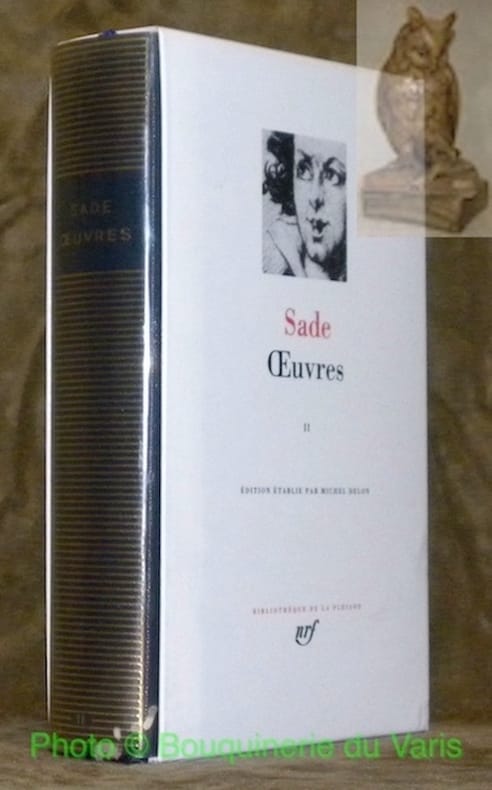 SADE
ŒUVRES
II
Sade
Œuvres
II
ÉDITION ÉTABLIE PAR MICHEL DELON
BIBLIOTHÈQUE DE LA PLÉIADE
nrf
Photo © Bouquinerie du Varis